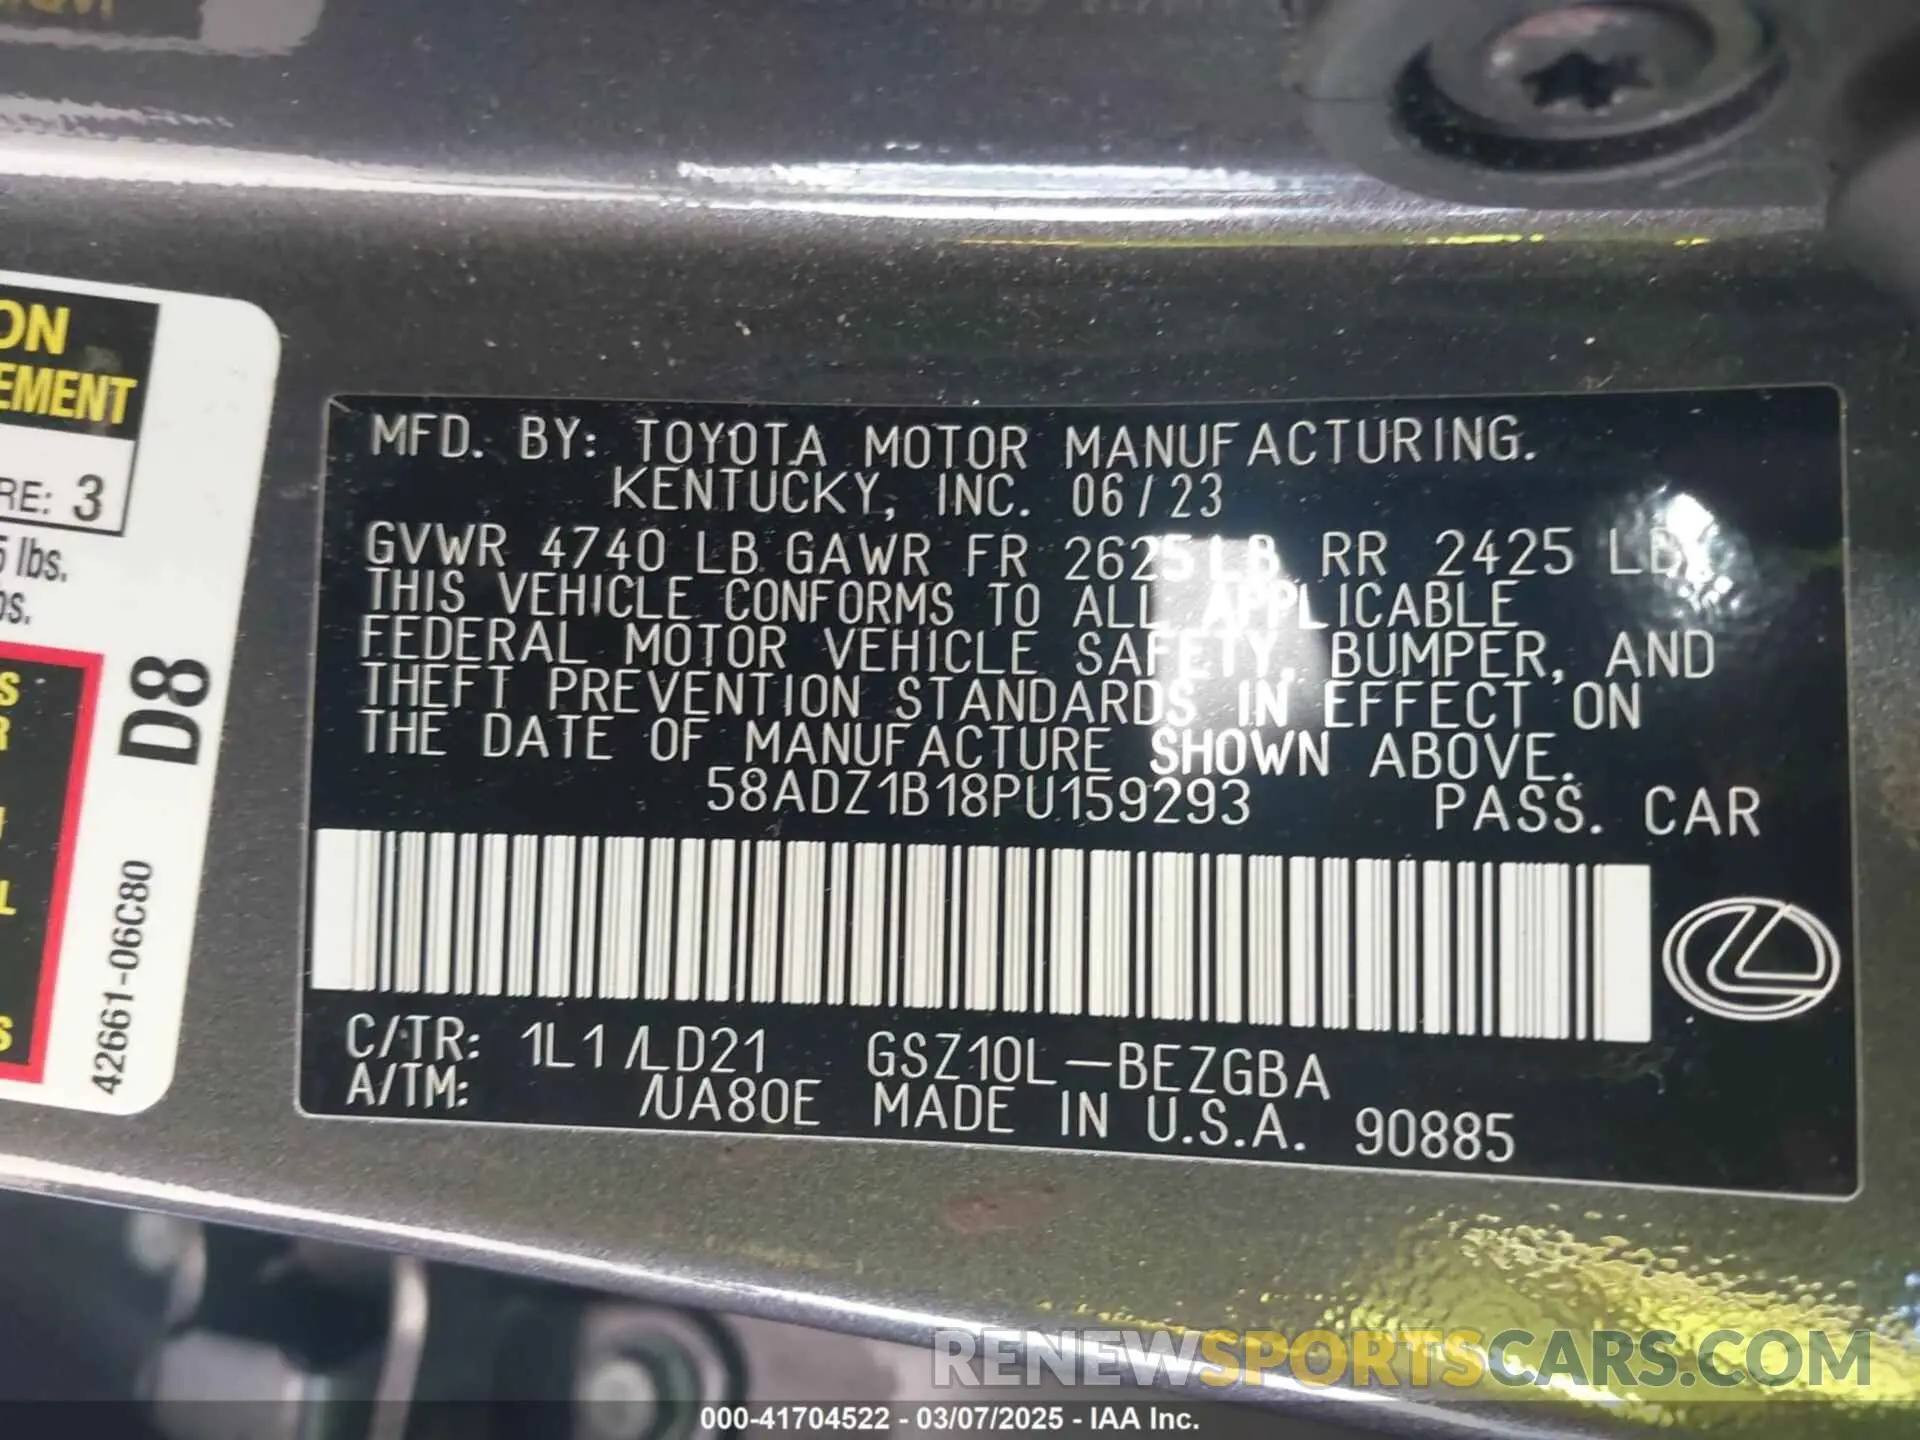 ON
EMENT
RE: 3
5 lbs.
bs.
S
R
L
S
D8
42661-06C80
MFD. BY: TOYOTA MOTOR MANUFACTURING.
KENTUCKY, INC. 06/23
GVWR 4740 LB GAWR FR 2625 LB RR 2425 LB
THIS VEHICLE CONFORMS TO ALL APPLICABLE
FEDERAL MOTOR VEHICLE SAFETY, BUMPER, AND
THEFT PREVENTION STANDARDS IN EFFECT ON
THE DATE OF MANUFACTURE SHOWN ABOVE.
58ADZ1B18PU159293 PASS. CAR
C/TR: 1L1 /LD21 GSZ10L-BEZGBA
A/TM: /UA80E MADE IN U.S.A. 90885
RENEWSPORTSCARS.COM
000-41704522 - 03/07/2025 - IAA Inc.